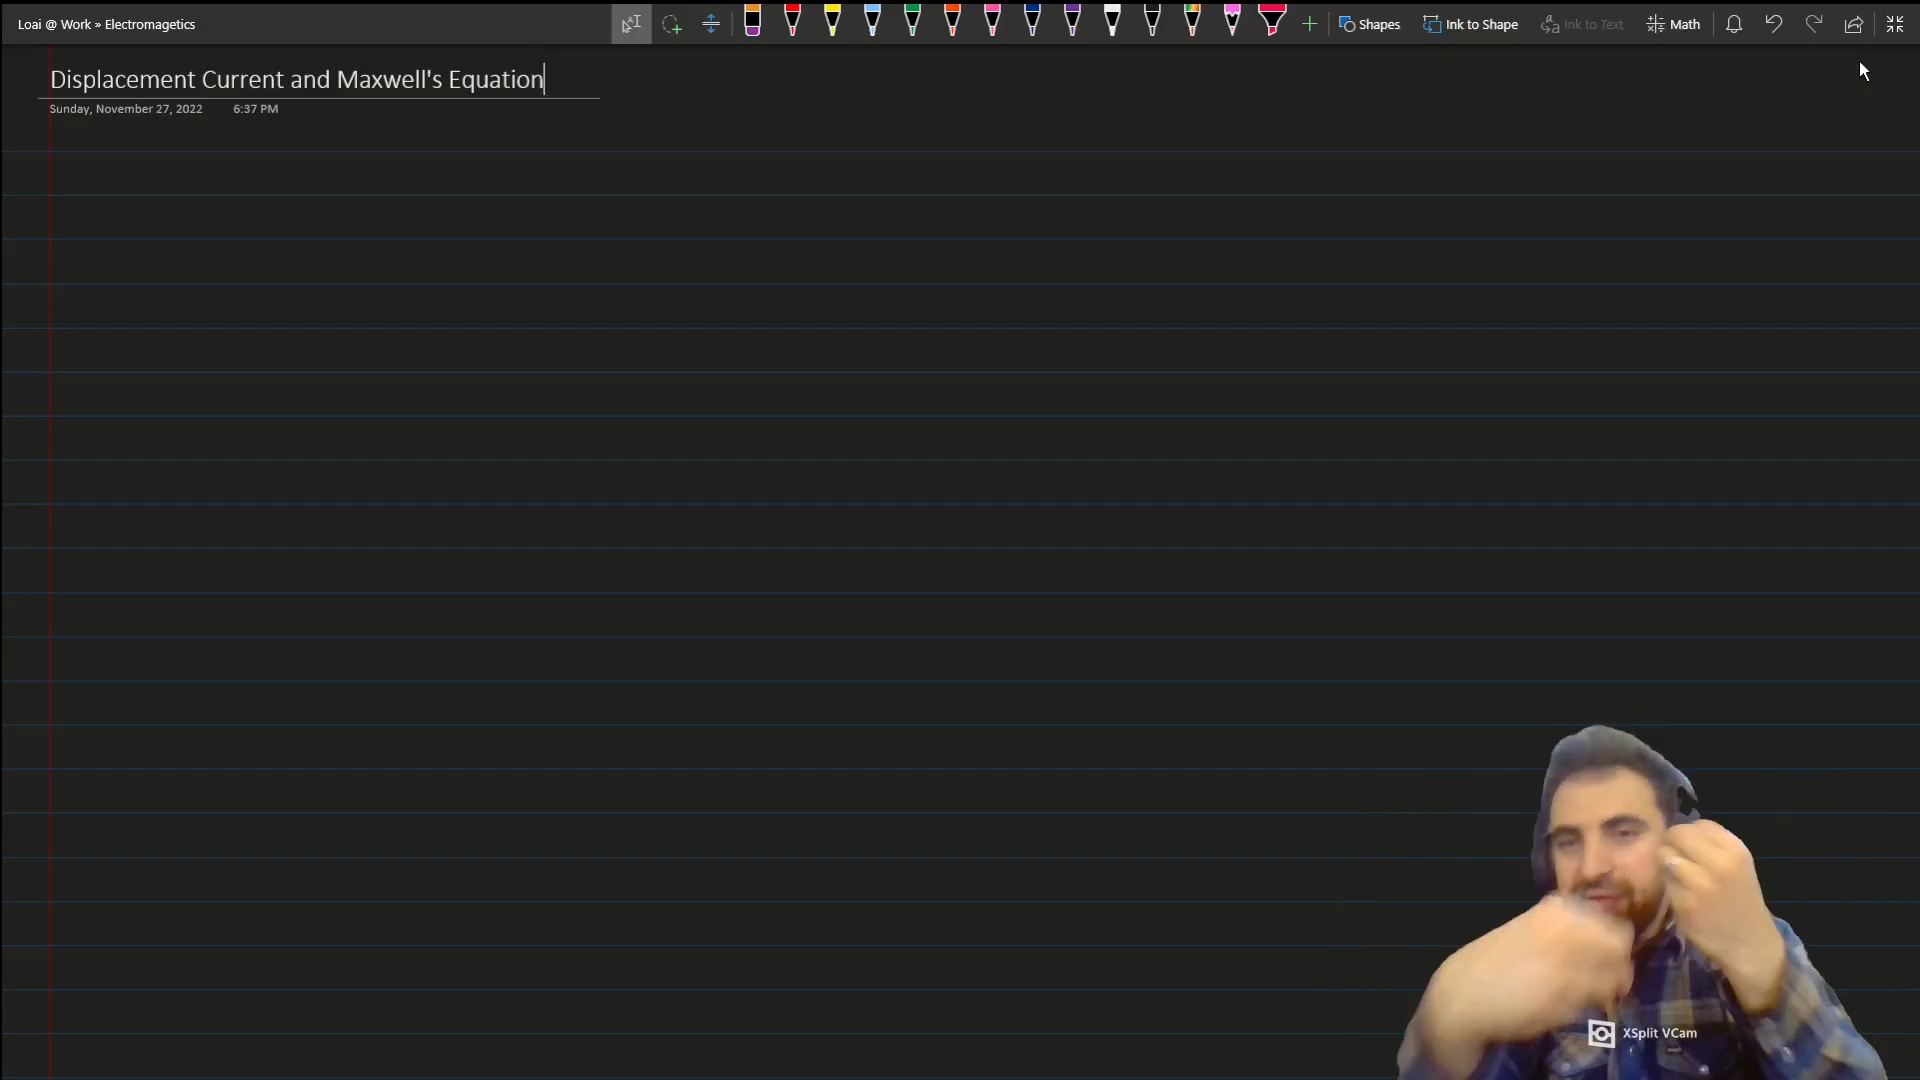 Loai @ Work » Electromagetics
Shapes
Ink to Shape
Ink to Text
Math
Displacement Current and Maxwell's Equation
Sunday, November 27, 2022 6:37 PM
XSplit VCam